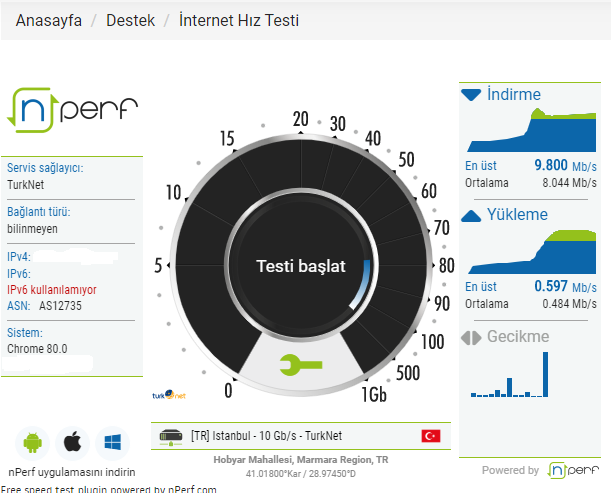 Anasayfa / Destek / İnternet Hız Testi
nPerf
Servis sağlayıcı:
TurkNet
Bağlantı türü:
bilinmeyen
IPv4:
IPv6:
IPv6 kullanılamıyor
ASN: AS12735
Sistem:
Chrome 80.0
nPerf uygulamasını indirin
Free speed test plugin powered by nPerf.com
0
5
10
15
20
30
40
50
60
70
80
90
100
500
1Gb
Testi başlat
turknet
[TR] Istanbul - 10 Gb/s - TurkNet
Hobyar Mahallesi, Marmara Region, TR
41.01800°Kar / 28.97450°D
İndirme
En üst 9.800 Mb/s
Ortalama 8.044 Mb/s
Yükleme
En üst 0.597 Mb/s
Ortalama 0.484 Mb/s
Gecikme
Powered by nPerf